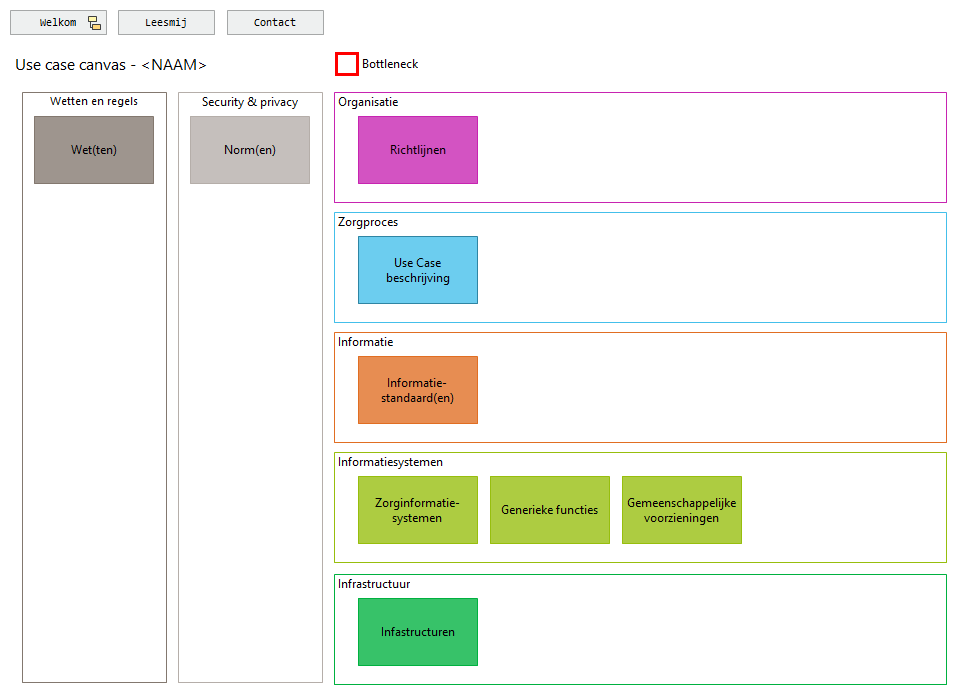 Welkom
Leesmij
Contact
Use case canvas - <NAAM>
Bottleneck
Wetten en regels
Wet(ten)
Security & privacy
Norm(en)
Organisatie
Richtlijnen
Zorgproces
Use Case
beschrijving
Informatie
Informatie-
standaard(en)
Informatiesystemen
Zorginformatie-
systemen
Generieke functies
Gemeenschappelijke
voorzieningen
Infrastructuur
Infastructuren